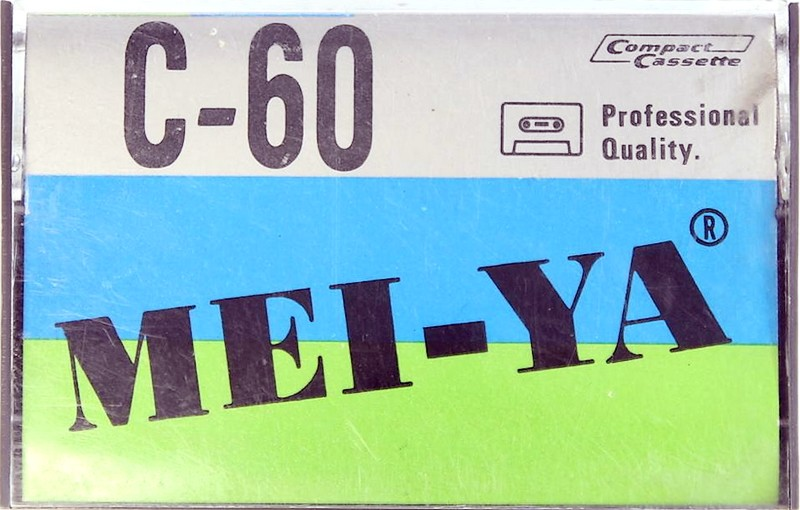 C-60
Compact
Cassette
Professional
Quality.
MEI-YA®